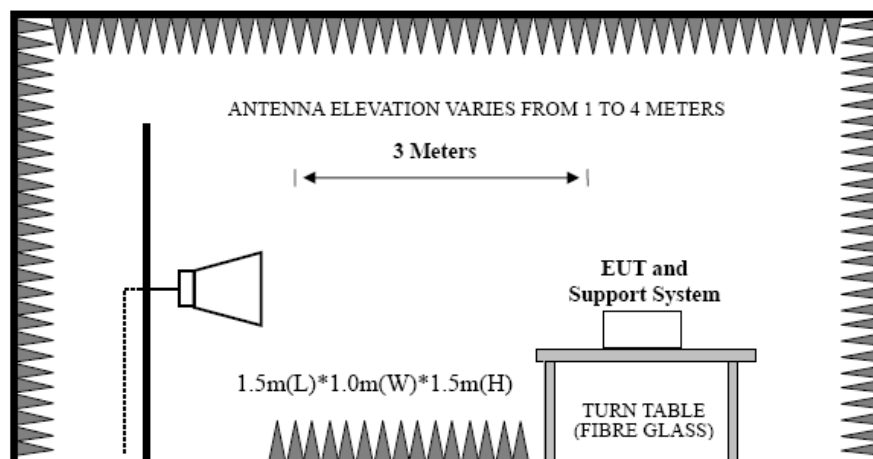 ANTENNA ELEVATION VARIES FROM 1 TO 4 METERS
3 Meters
EUT and
Support System
1.5m(L)*1.0m(W)*1.5m(H)
TURN TABLE
(FIBRE GLASS)